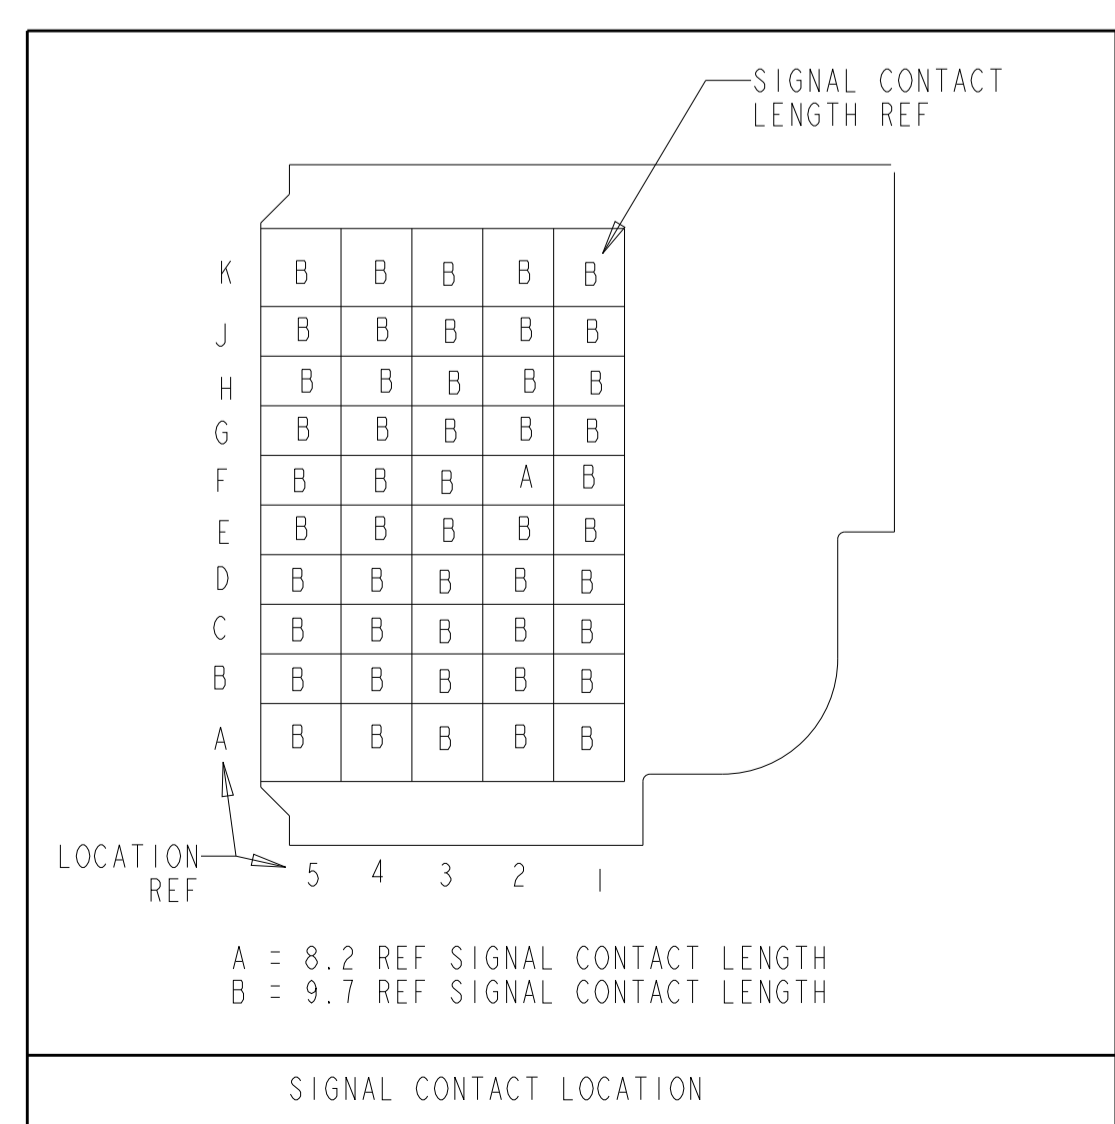 SIGNAL CONTACT
LENGTH REF
K B B B B B
J B B B B B
H B B B B B
G B B B B B
F B B B A B
E B B B B B
D B B B B B
C B B B B B
B B B B B B
A B B B B B
LOCATION
REF
5 4 3 2 1
A = 8.2 REF SIGNAL CONTACT LENGTH
B = 9.7 REF SIGNAL CONTACT LENGTH
SIGNAL CONTACT LOCATION